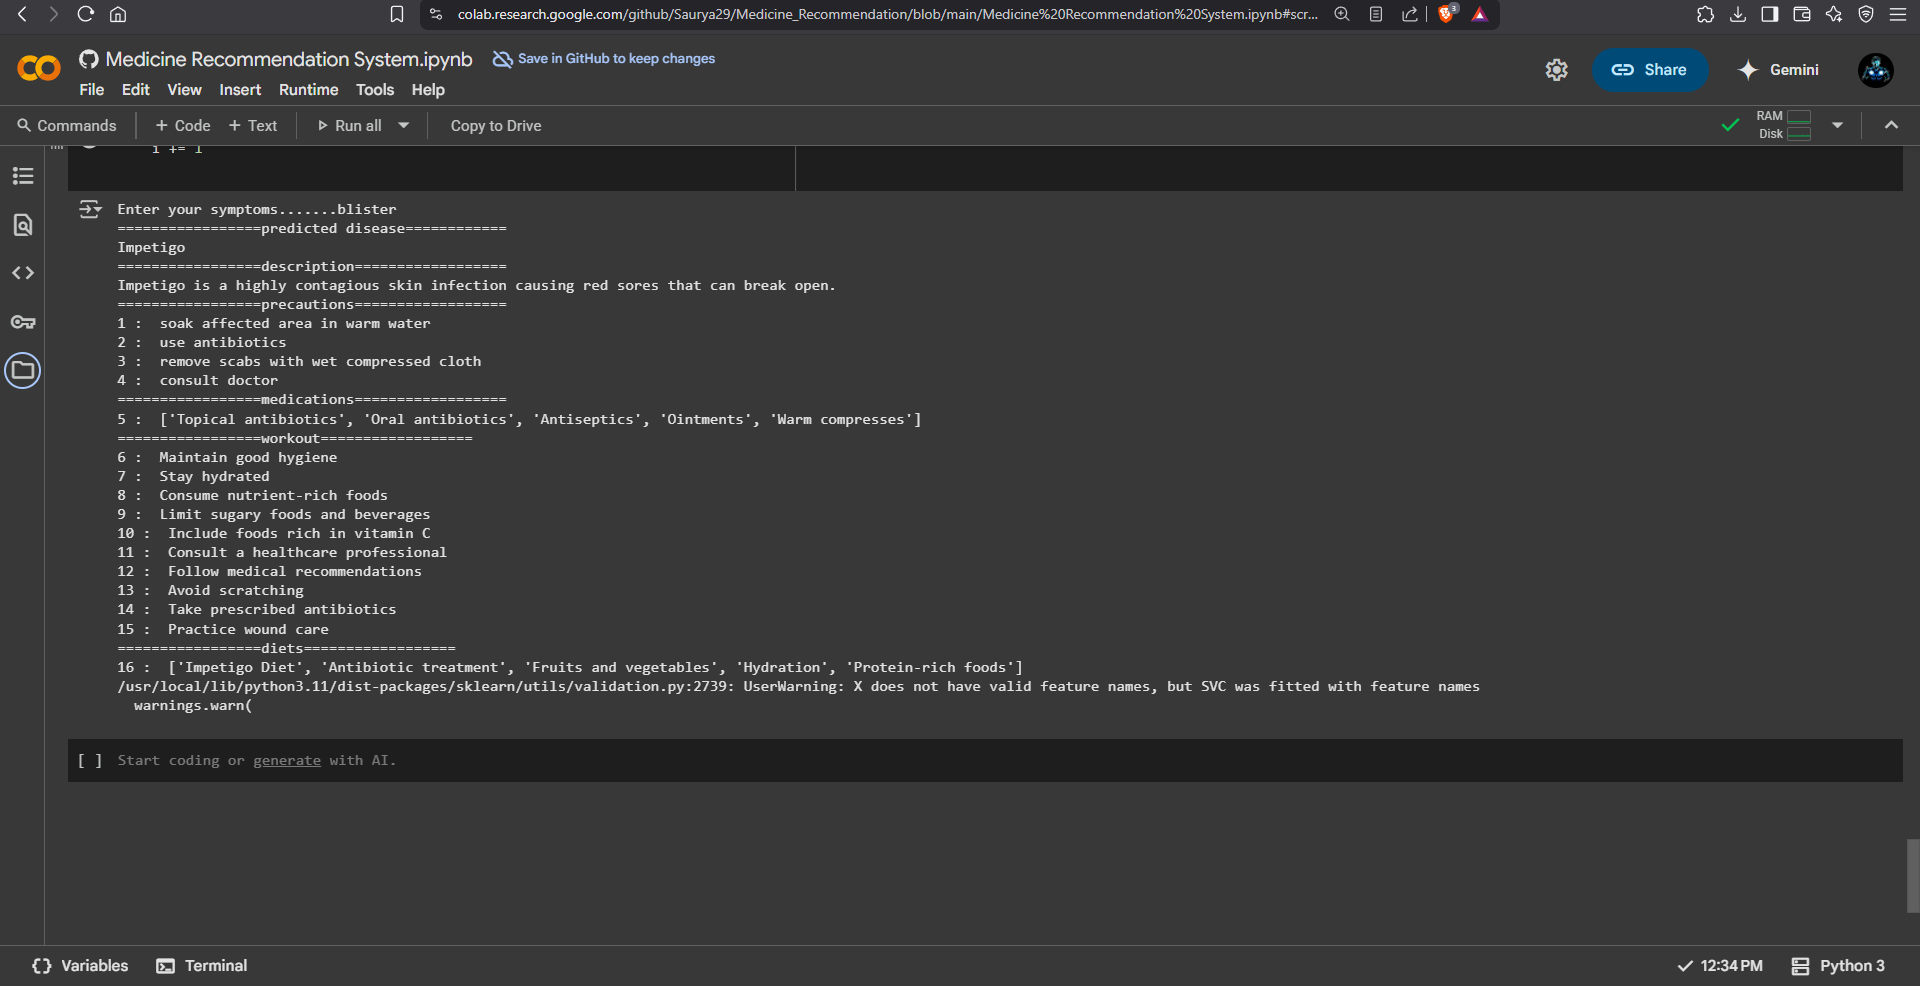 colab.research.google.com/github/Saurya29/Medicine_Recommendation/blob/main/Medicine%20Recommendation%20System.ipynb#scr...
3
Medicine Recommendation System.ipynb
Save in GitHub to keep changes
Share
Gemini
File Edit View Insert Runtime Tools Help
Commands + Code + Text Run all Copy to Drive
RAM
Disk
i += 1
Enter your symptoms.......blister
=================predicted disease============
Impetigo
=================description==================
Impetigo is a highly contagious skin infection causing red sores that can break open.
=================precautions==================
1 :  soak affected area in warm water
2 :  use antibiotics
3 :  remove scabs with wet compressed cloth
4 :  consult doctor
=================medications==================
5 :  ['Topical antibiotics', 'Oral antibiotics', 'Antiseptics', 'Ointments', 'Warm compresses']
=================workout==================
6 :  Maintain good hygiene
7 :  Stay hydrated
8 :  Consume nutrient-rich foods
9 :  Limit sugary foods and beverages
10 :  Include foods rich in vitamin C
11 :  Consult a healthcare professional
12 :  Follow medical recommendations
13 :  Avoid scratching
14 :  Take prescribed antibiotics
15 :  Practice wound care
=================diets==================
16 :  ['Impetigo Diet', 'Antibiotic treatment', 'Fruits and vegetables', 'Hydration', 'Protein-rich foods']
/usr/local/lib/python3.11/dist-packages/sklearn/utils/validation.py:2739: UserWarning: X does not have valid feature names, but SVC was fitted with feature names
  warnings.warn(
[ ] Start coding or generate with AI.
Variables Terminal
12:34 PM Python 3